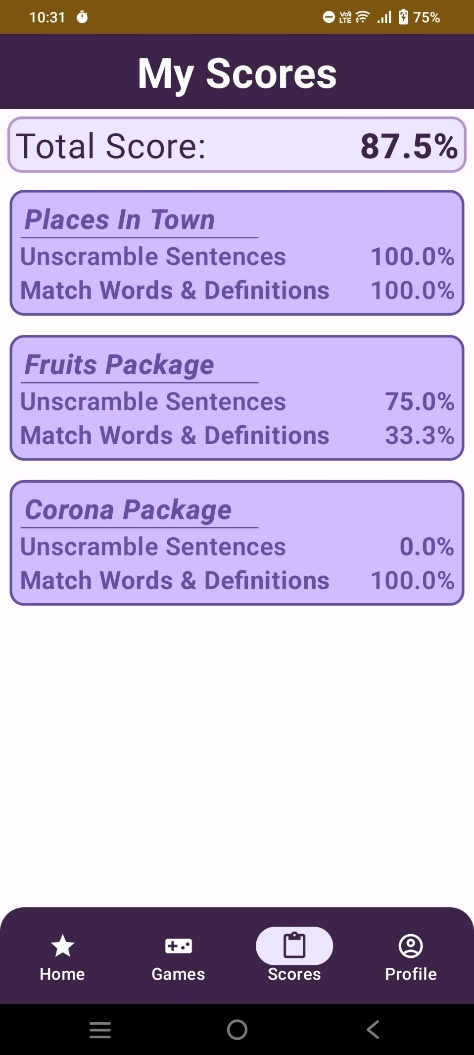 10:31 Vo) LTE 75%
My Scores
Total Score: 87.5%
Places In Town
Unscramble Sentences 100.0%
Match Words & Definitions 100.0%
Fruits Package
Unscramble Sentences 75.0%
Match Words & Definitions 33.3%
Corona Package
Unscramble Sentences 0.0%
Match Words & Definitions 100.0%
Home Games Scores Profile